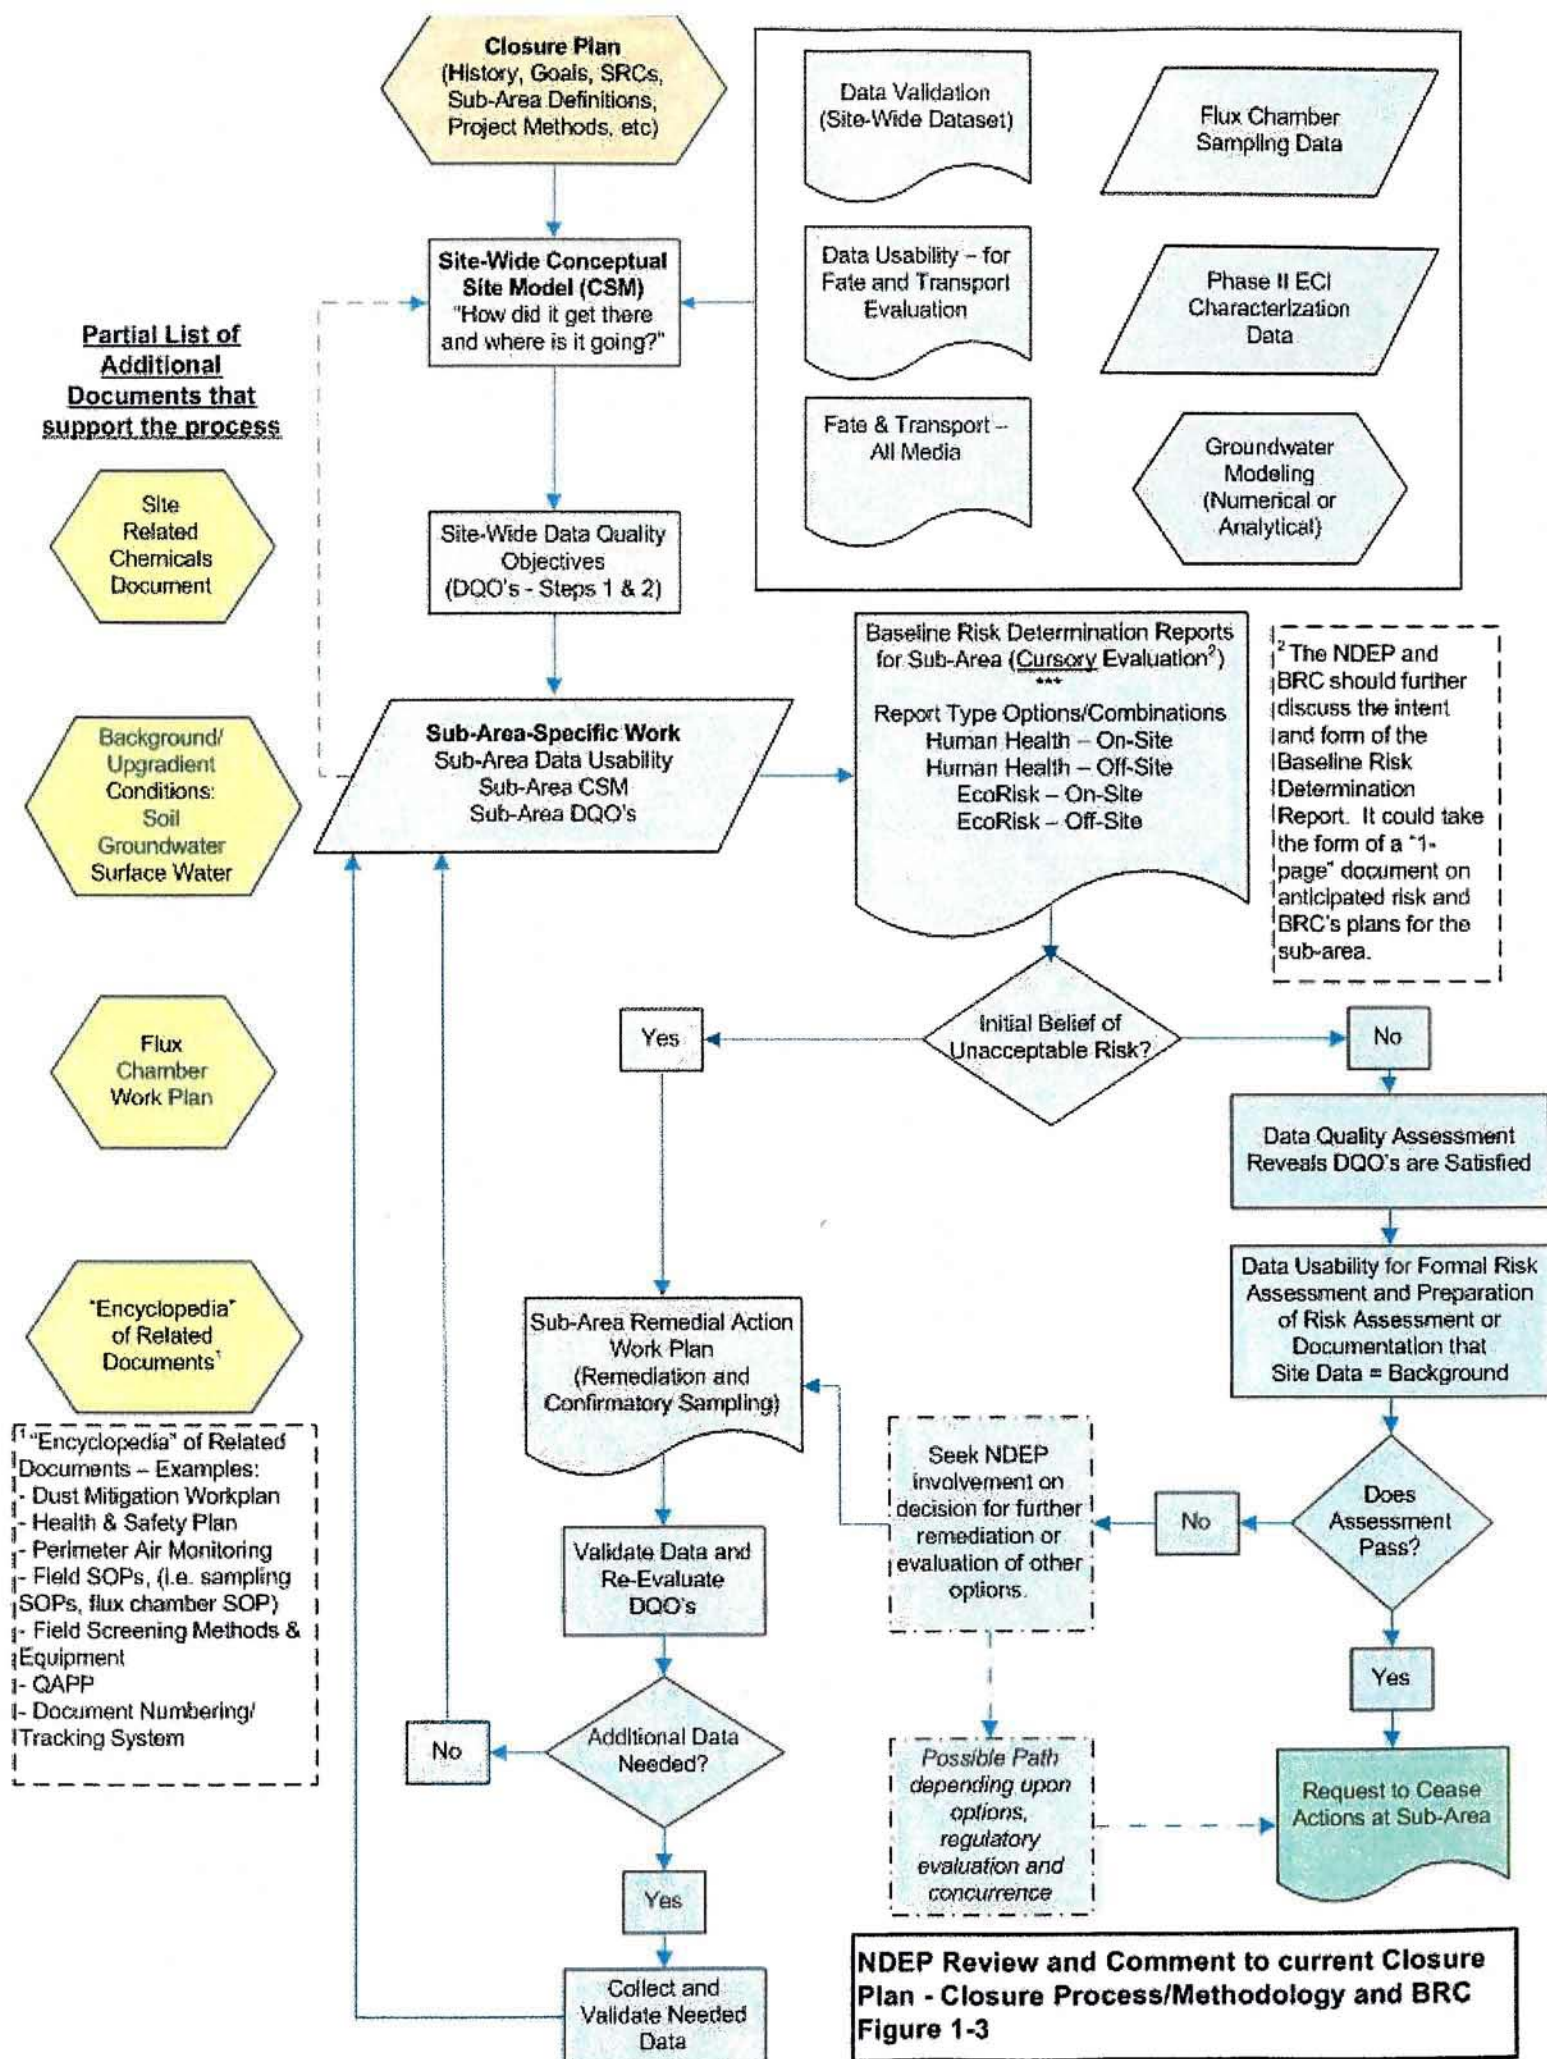 Closure Plan
(History, Goals, SRCs,
Sub-Area Definitions,
Project Methods, etc)
Data Validation
(Site-Wide Dataset)
Flux Chamber
Sampling Data
Site-Wide Conceptual
Site Model (CSM)
"How did it get there
and where is it going?"
Data Usability – for
Fate and Transport
Evaluation
Phase II ECI
Characterization
Data
Partial List of
Additional
Documents that
support the process
Fate & Transport –
All Media
Groundwater
Modeling
(Numerical or
Analytical)
Site
Related
Chemicals
Document
Site-Wide Data Quality
Objectives
(DQO's - Steps 1 & 2)
Baseline Risk Determination Reports
for Sub-Area (Cursory Evaluation²)
***
Report Type Options/Combinations
Human Health – On-Site
Human Health – Off-Site
EcoRisk – On-Site
EcoRisk – Off-Site
² The NDEP and
BRC should further
discuss the intent
and form of the
Baseline Risk
Determination
Report. It could take
the form of a "1-
page" document on
anticipated risk and
BRC's plans for the
sub-area.
Background/
Upgradient
Conditions:
Soil
Groundwater
Surface Water
Sub-Area-Specific Work
Sub-Area Data Usability
Sub-Area CSM
Sub-Area DQO's
Flux
Chamber
Work Plan
Yes
Initial Belief of
Unacceptable Risk?
No
Data Quality Assessment
Reveals DQO's are Satisfied
"Encyclopedia"
of Related
Documents¹
Sub-Area Remedial Action
Work Plan
(Remediation and
Confirmatory Sampling)
Data Usability for Formal Risk
Assessment and Preparation
of Risk Assessment or
Documentation that
Site Data = Background
¹ "Encyclopedia" of Related
Documents – Examples:
- Dust Mitigation Workplan
- Health & Safety Plan
- Perimeter Air Monitoring
- Field SOPs, (i.e. sampling
SOPs, flux chamber SOP)
- Field Screening Methods &
Equipment
- QAPP
- Document Numbering/
Tracking System
Seek NDEP
involvement on
decision for further
remediation or
evaluation of other
options.
No
Does
Assessment
Pass?
Validate Data and
Re-Evaluate
DQO's
Yes
No
Additional Data
Needed?
Possible Path
depending upon
options,
regulatory
evaluation and
concurrence
Request to Cease
Actions at Sub-Area
Yes
Collect and
Validate Needed
Data
NDEP Review and Comment to current Closure
Plan - Closure Process/Methodology and BRC
Figure 1-3